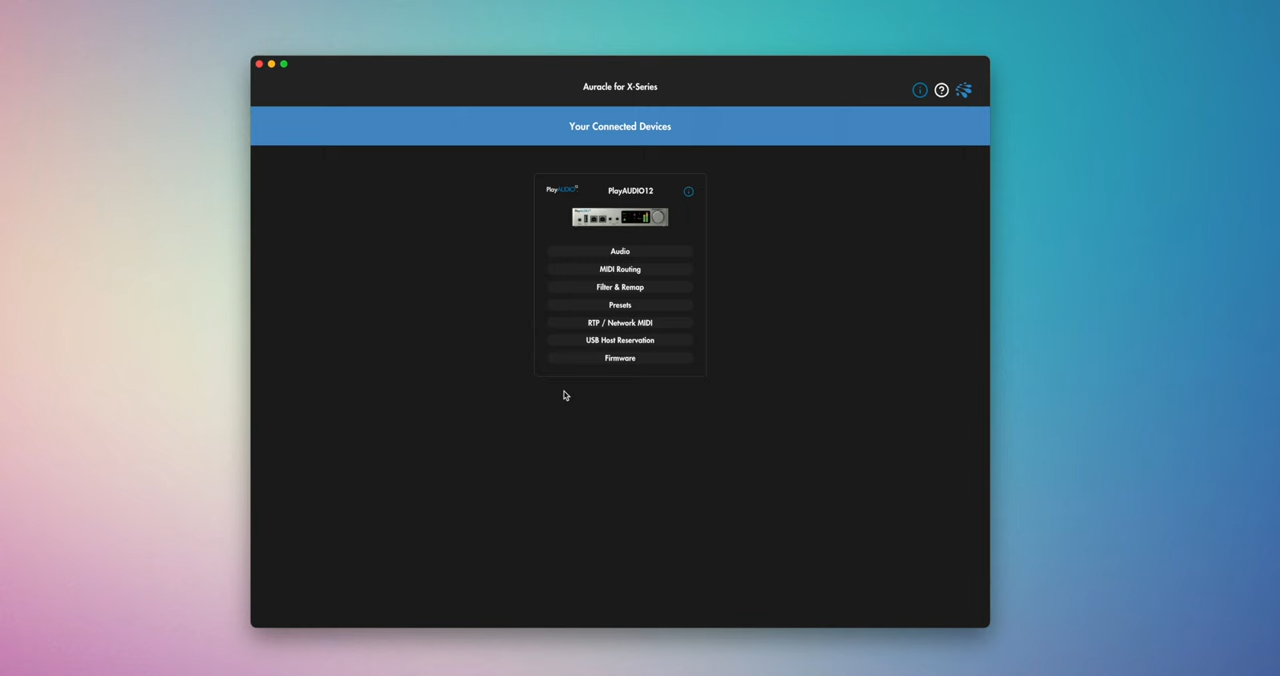 Auracle for X-Series
Your Connected Devices
PlayAUDIO12
PlayAUDIO12
Audio
MIDI Routing
Filter & Remap
Presets
RTP / Network MIDI
USB Host Reservation
Firmware